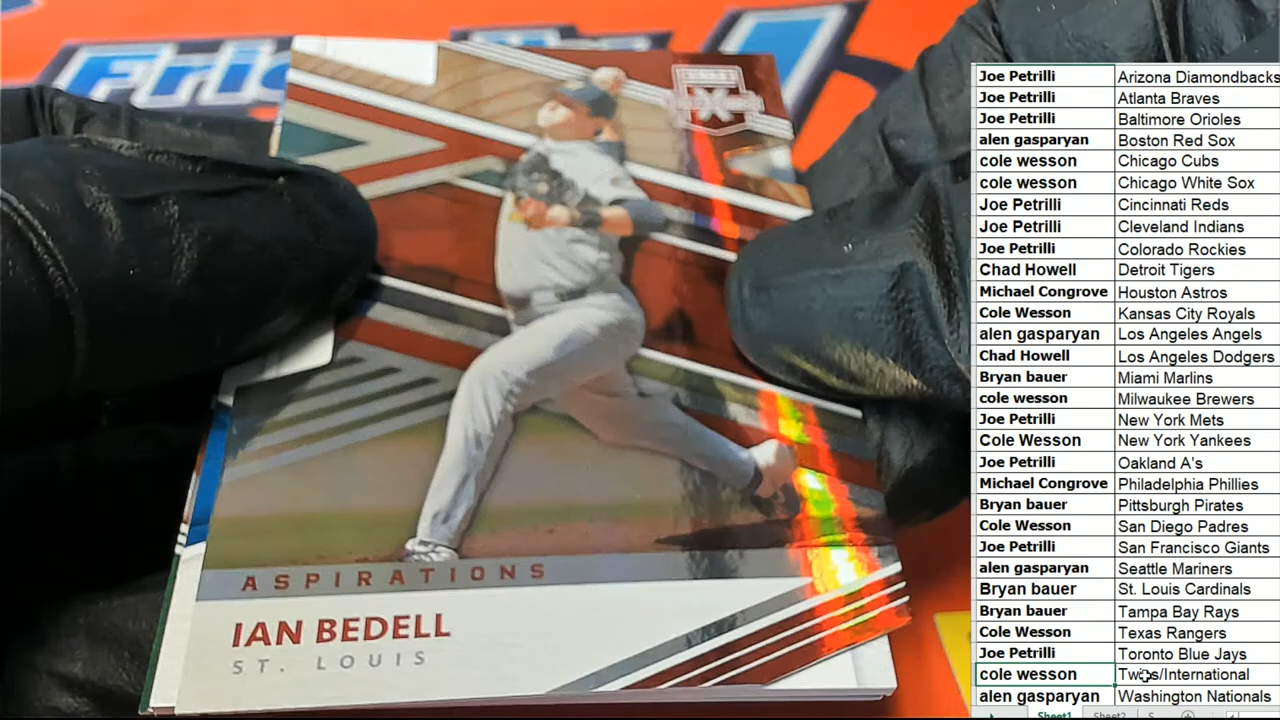 ASPIRATIONS
IAN BEDELL
ST. LOUIS
Joe Petrilli Arizona Diamondbacks
Joe Petrilli Atlanta Braves
Joe Petrilli Baltimore Orioles
alen gasparyan Boston Red Sox
cole wesson Chicago Cubs
cole wesson Chicago White Sox
Joe Petrilli Cincinnati Reds
Joe Petrilli Cleveland Indians
Joe Petrilli Colorado Rockies
Chad Howell Detroit Tigers
Michael Congrove Houston Astros
Cole Wesson Kansas City Royals
alen gasparyan Los Angeles Angels
Chad Howell Los Angeles Dodgers
Bryan bauer Miami Marlins
cole wesson Milwaukee Brewers
Joe Petrilli New York Mets
Cole Wesson New York Yankees
Joe Petrilli Oakland A's
Michael Congrove Philadelphia Phillies
Bryan bauer Pittsburgh Pirates
Cole Wesson San Diego Padres
Joe Petrilli San Francisco Giants
alen gasparyan Seattle Mariners
Bryan bauer St. Louis Cardinals
Bryan bauer Tampa Bay Rays
Cole Wesson Texas Rangers
Joe Petrilli Toronto Blue Jays
cole wesson Twins/International
alen gasparyan Washington Nationals
Sheet1 Sheet2